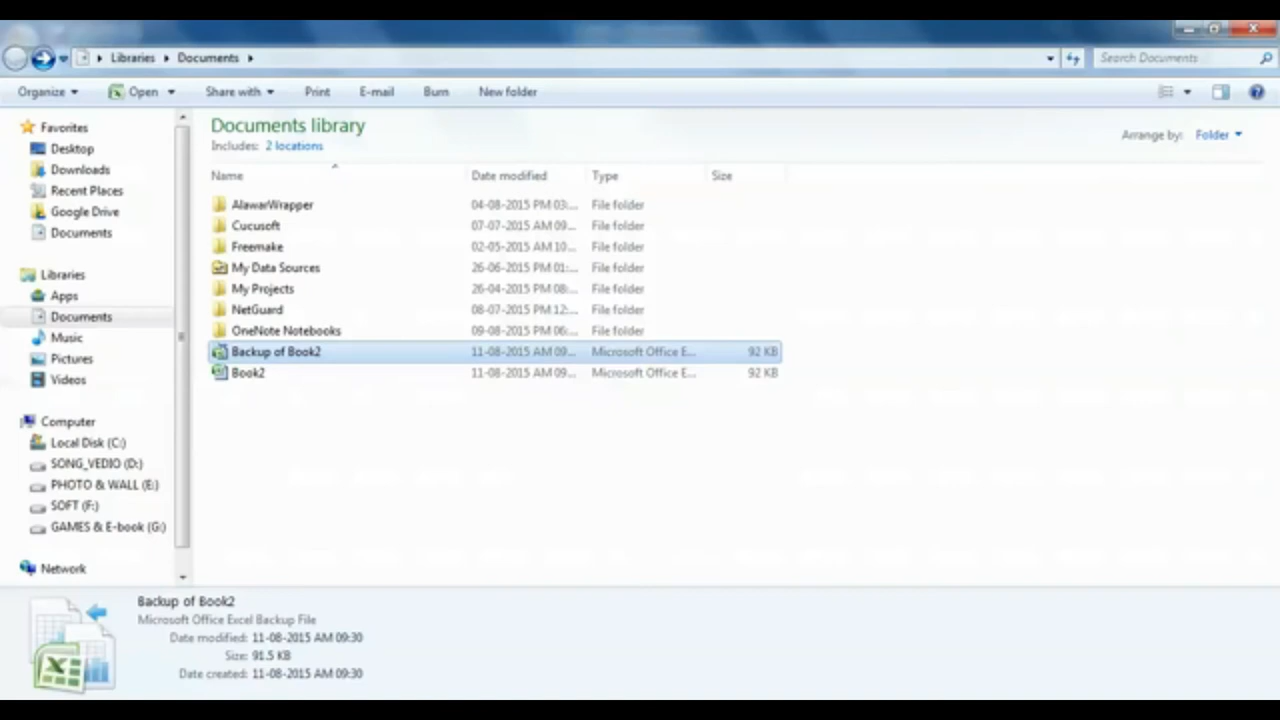 Libraries Documents
Search Documents
Organize Open Share with Print E-mail Burn New folder
Documents library
Includes: 2 locations
Arrange by: Folder
Name Date modified Type Size
AlawarWrapper 04-08-2015 PM 03:... File folder
Cucusoft 07-07-2015 AM 09... File folder
Freemake 02-05-2015 AM 10... File folder
My Data Sources 26-06-2015 PM 01:... File folder
My Projects 26-04-2015 PM 08:... File folder
NetGuard 08-07-2015 PM 12:... File folder
OneNote Notebooks 09-08-2015 PM 06:... File folder
Backup of Book2 11-08-2015 AM 09... Microsoft Office E... 92 KB
Book2 11-08-2015 AM 09... Microsoft Office E... 92 KB
Favorites
Desktop
Downloads
Recent Places
Google Drive
Documents
Libraries
Apps
Documents
Music
Pictures
Videos
Computer
Local Disk (C:)
SONG_VEDIO (D:)
PHOTO & WALL (E:)
SOFT (F:)
GAMES & E-book (G:)
Network
Backup of Book2
Microsoft Office Excel Backup File
Date modified: 11-08-2015 AM 09:30
Size: 91.5 KB
Date created: 11-08-2015 AM 09:30